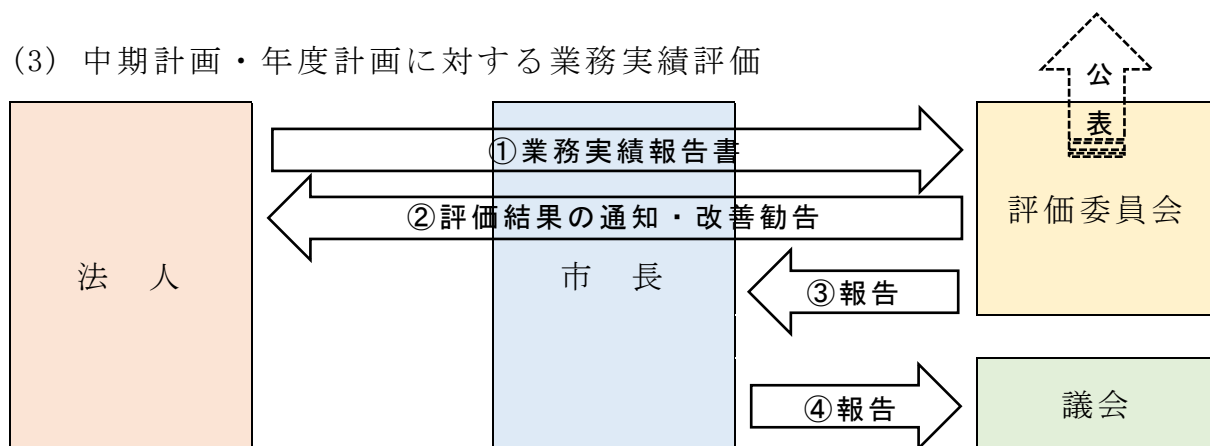 (3) 中期計画・年度計画に対する業務実績評価
公
表
①業務実績報告書
②評価結果の通知・改善勧告
評価委員会
法 人
市 長
③報告
④報告
議会